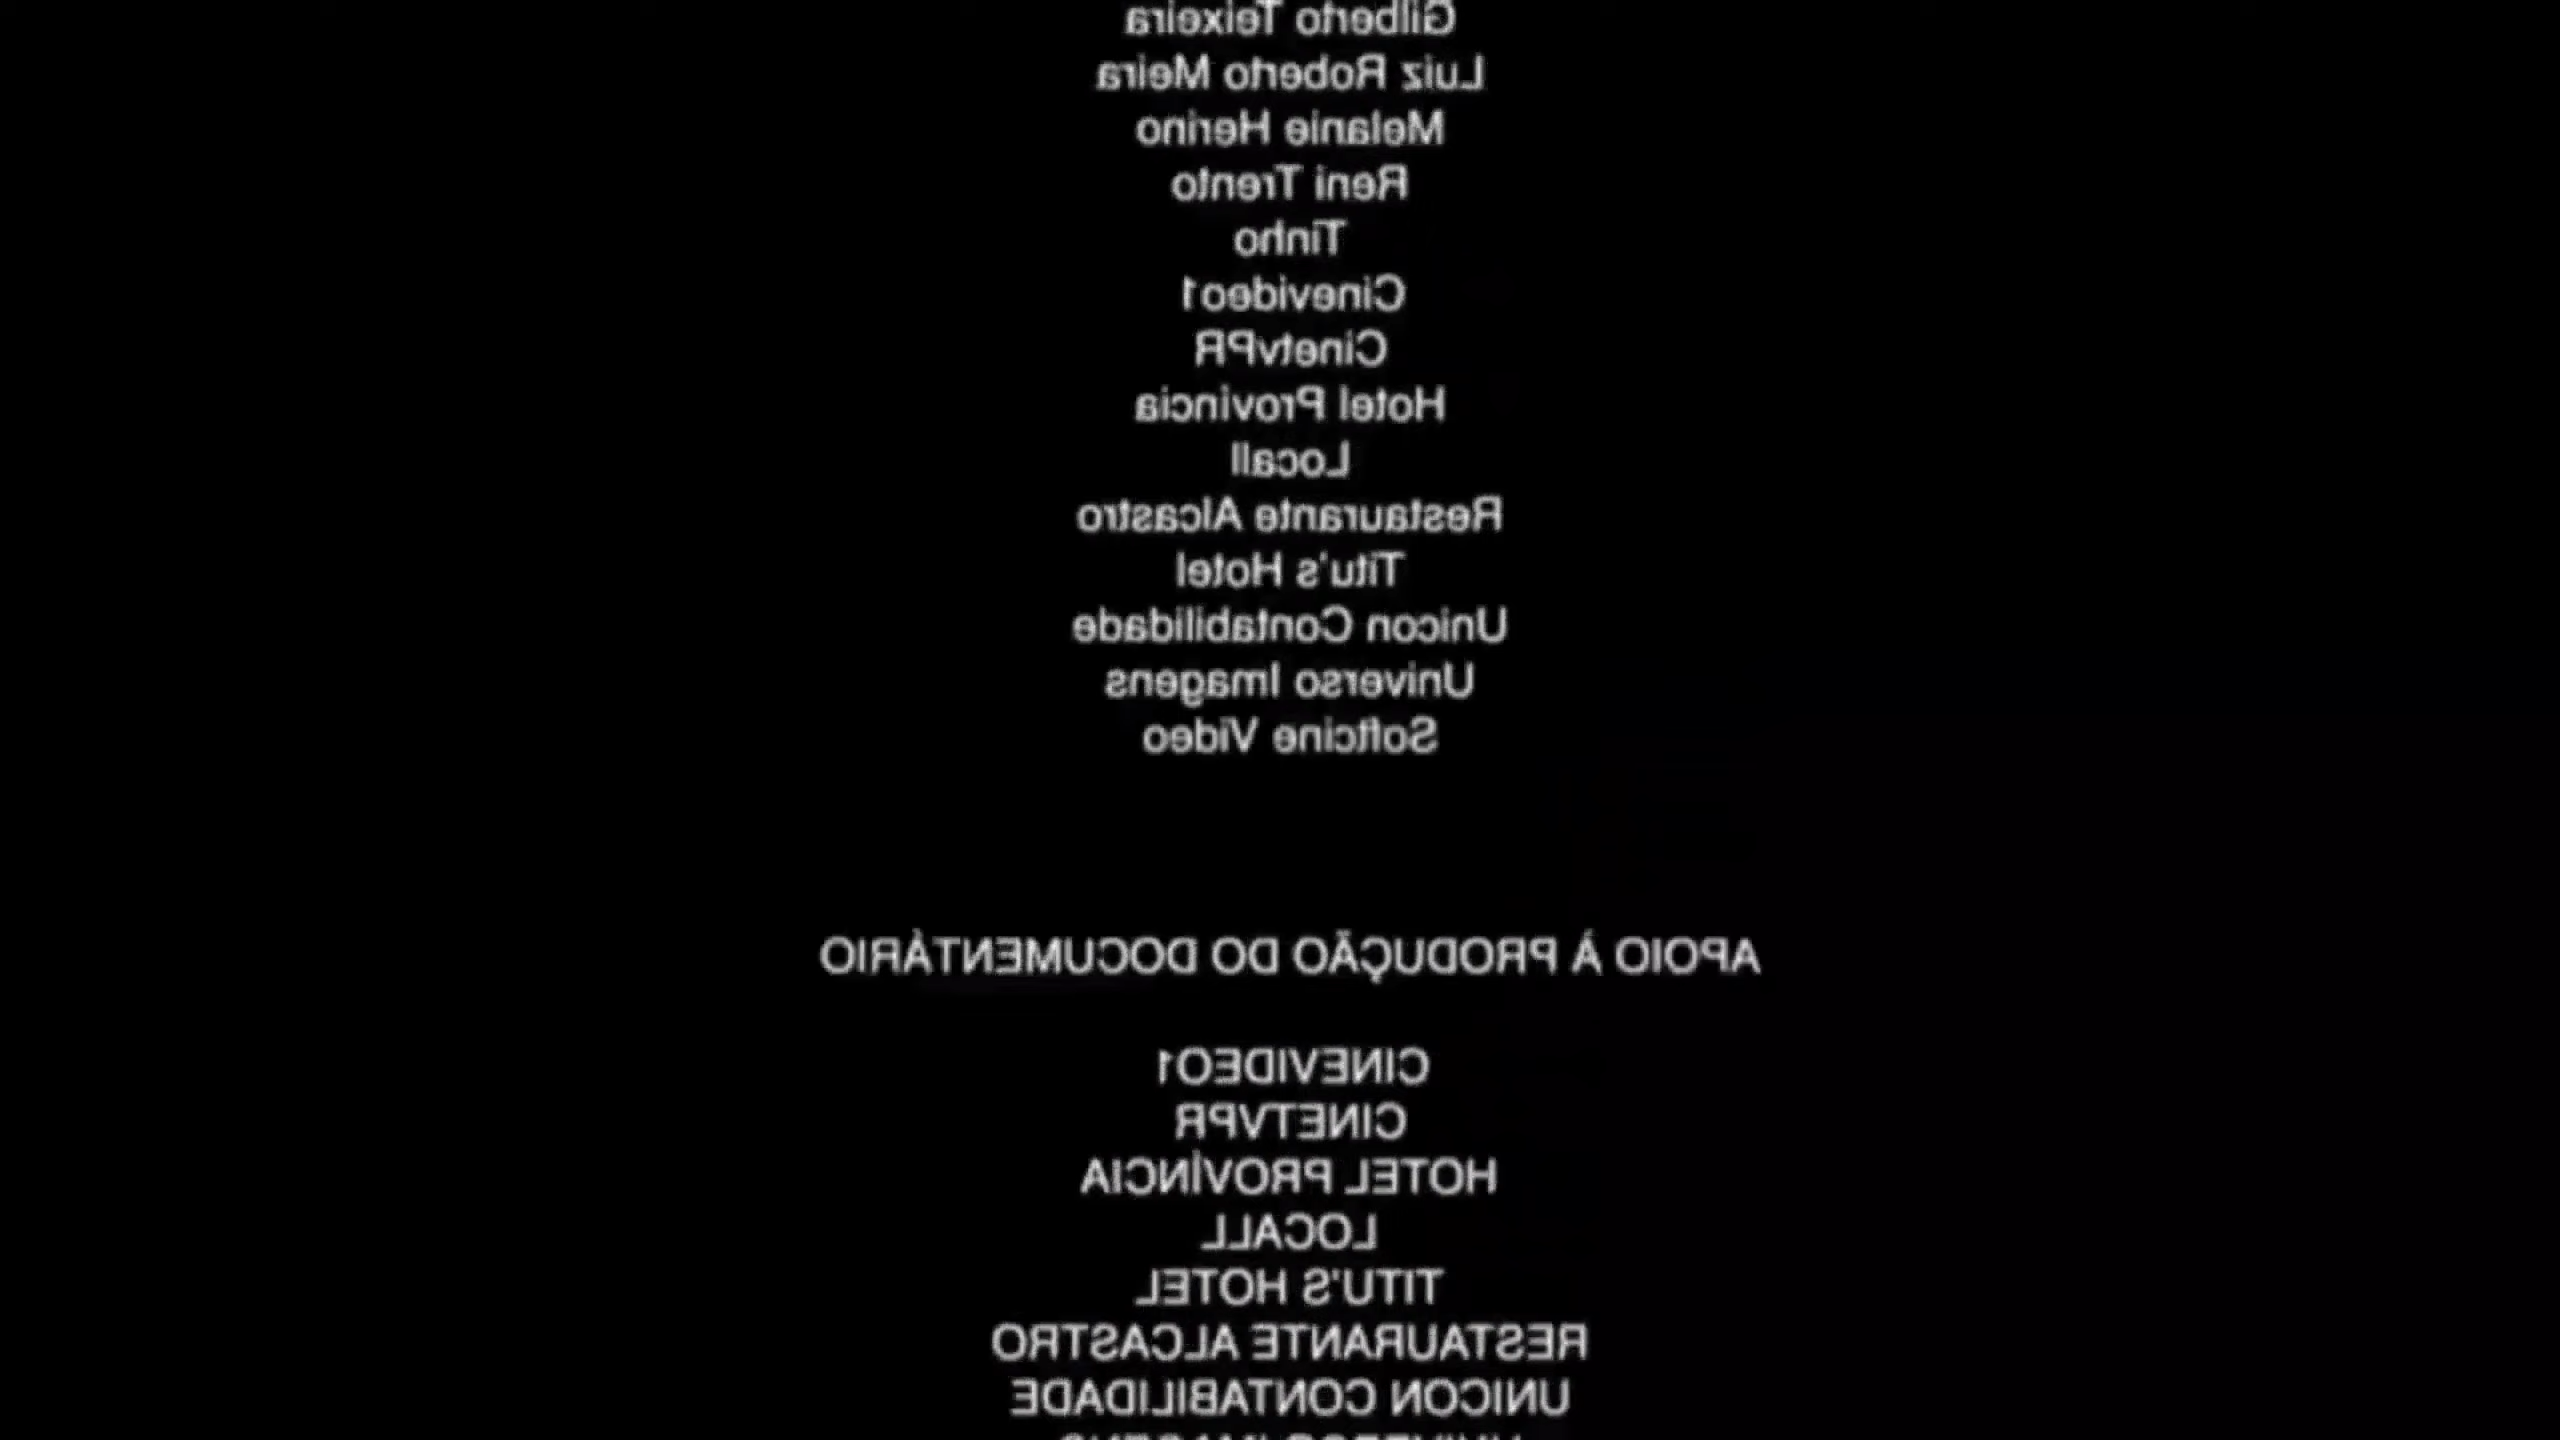 Gilberto Teixeira
Luiz Roberto Meira
Melanie Herino
Reni Trento
Tinho
Cinevideo1
CinetvPR
Hotel Província
Locall
Restaurante Alcastro
Titu's Hotel
Unicon Contabilidade
Universo Imagens
Softcine Video
APOIO À PRODUÇÃO DO DOCUMENTÁRIO
CINEVIDEO1
CINETVPR
HOTEL PROVÍNCIA
LOCALL
TITU'S HOTEL
RESTAURANTE ALCASTRO
UNICON CONTABILIDADE